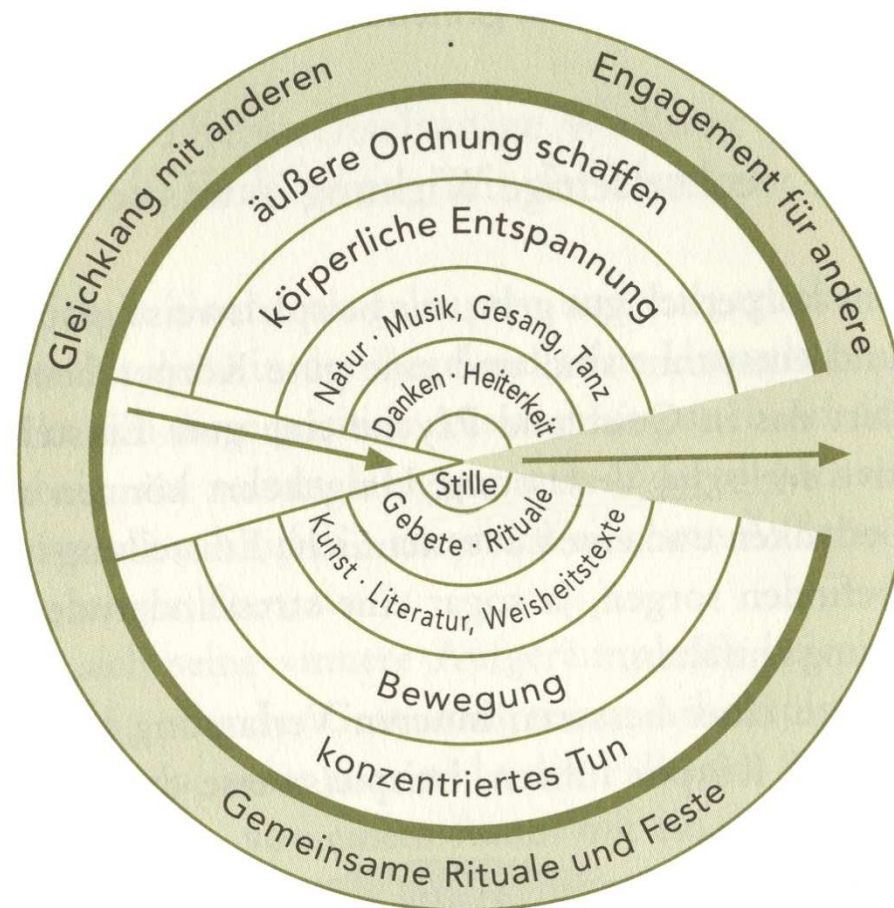 Gleichklang mit anderen
Engagement für andere
äußere Ordnung schaffen
körperliche Entspannung
Natur · Musik, Gesang, Tanz
Danken · Heiterkeit
Stille
Gebete · Rituale
Kunst · Literatur, Weisheitstexte
Bewegung
konzentriertes Tun
Gemeinsame Rituale und Feste